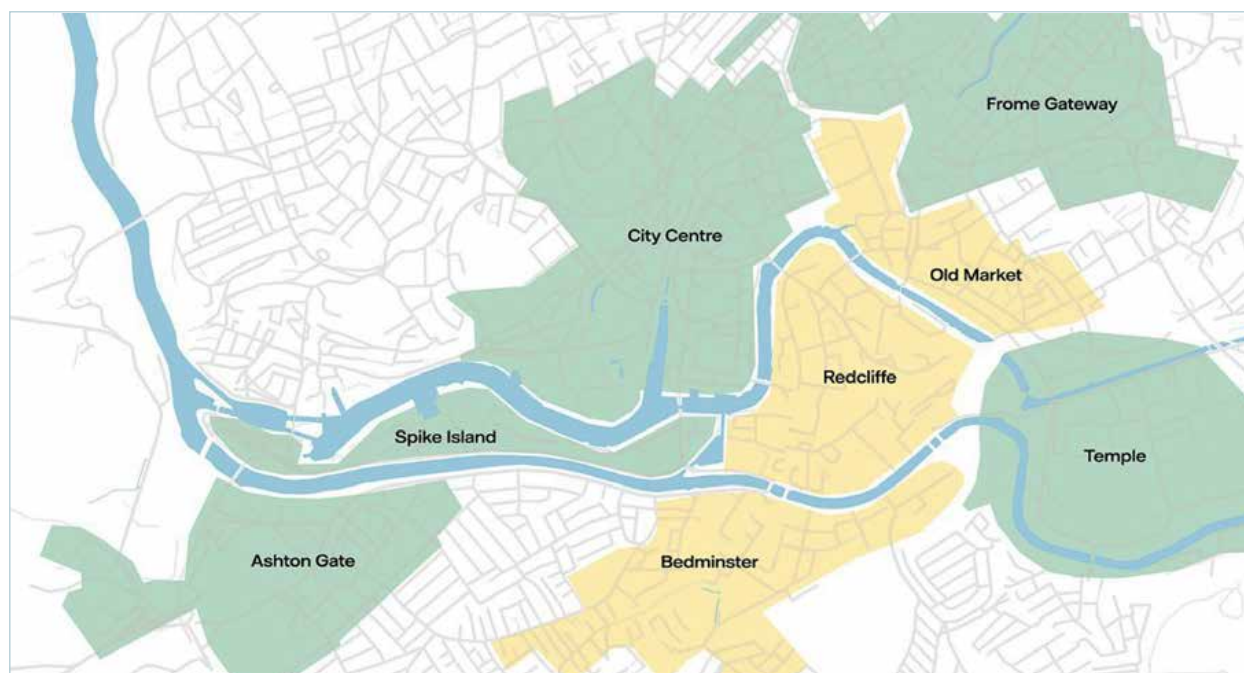 Frome Gateway
City Centre
Old Market
Redcliffe
Spike Island
Temple
Ashton Gate
Bedminster